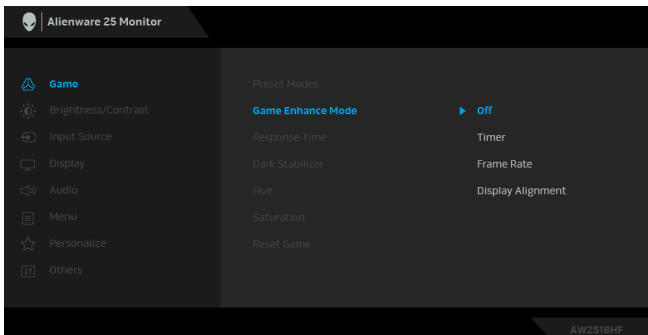 Alienware 25 Monitor
Game
Brightness/Contrast
Input Source
Display
Audio
Menu
Personalize
Others
Preset Modes
Game Enhance Mode
Response Time
Dark Stabilizer
Hue
Saturation
Reset Game
Off
Timer
Frame Rate
Display Alignment
AW2518HF